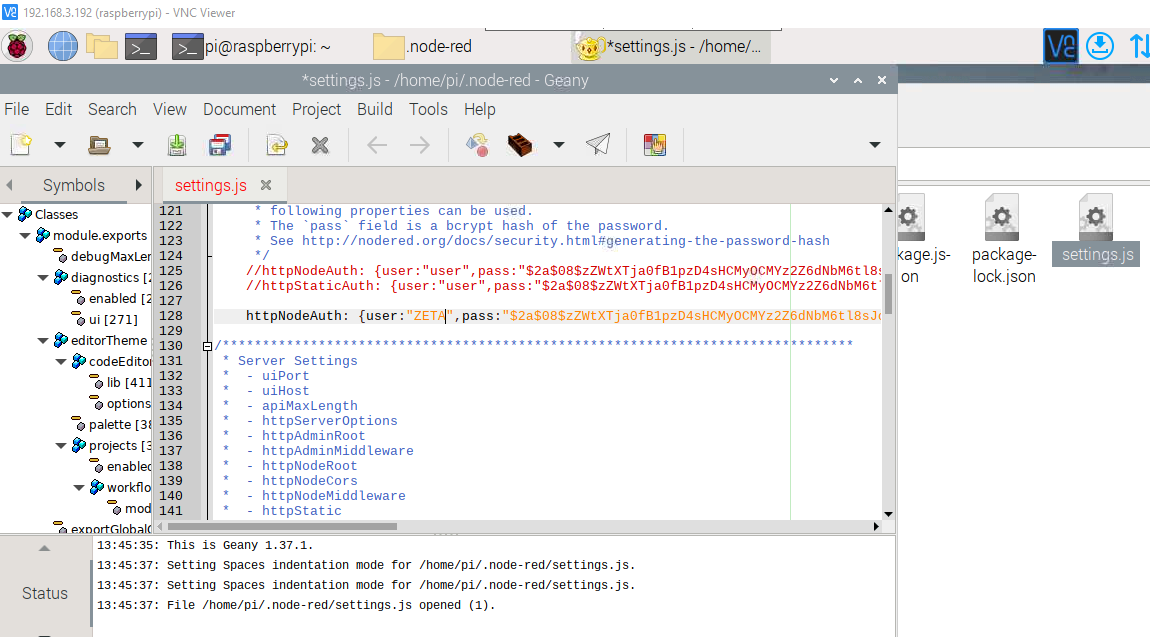 192.168.3.192 (raspberrypi) - VNC Viewer
pi@raspberrypi: ~
.node-red
*settings.js - /home/...
*settings.js - /home/pi/.node-red - Geany
File Edit Search View Document Project Build Tools Help
Symbols
settings.js
Classes
module.exports
debugMaxLen
diagnostics [2
enabled [2
ui [271]
editorTheme
codeEditor
lib [411
options
palette [38
projects [3
enabled
workflo
mod
exportGlobalC
121 * following properties can be used.
122 * The `pass` field is a bcrypt hash of the password.
123 * See http://nodered.org/docs/security.html#generating-the-password-hash
124 */
125 //httpNodeAuth: {user:"user",pass:"$2a$08$zZWtXTja0fB1pzD4sHCMyOCMYz2Z6dNbM6tl8s
126 //httpStaticAuth: {user:"user",pass:"$2a$08$zZWtXTja0fB1pzD4sHCMyOCMYz2Z6dNbM6tl
127
128 httpNodeAuth: {user:"ZETA",pass:"$2a$08$zZWtXTja0fB1pzD4sHCMyOCMYz2Z6dNbM6tl8sJo
129
130 /*******************************************************************************
131 * Server Settings
132 * - uiPort
133 * - uiHost
134 * - apiMaxLength
135 * - httpServerOptions
136 * - httpAdminRoot
137 * - httpAdminMiddleware
138 * - httpNodeRoot
139 * - httpNodeCors
140 * - httpNodeMiddleware
141 * - httpStatic
kage.js-
on
package-
lock.json
settings.js
Status
13:45:35: This is Geany 1.37.1.
13:45:37: Setting Spaces indentation mode for /home/pi/.node-red/settings.js.
13:45:37: Setting Spaces indentation mode for /home/pi/.node-red/settings.js.
13:45:37: File /home/pi/.node-red/settings.js opened (1).